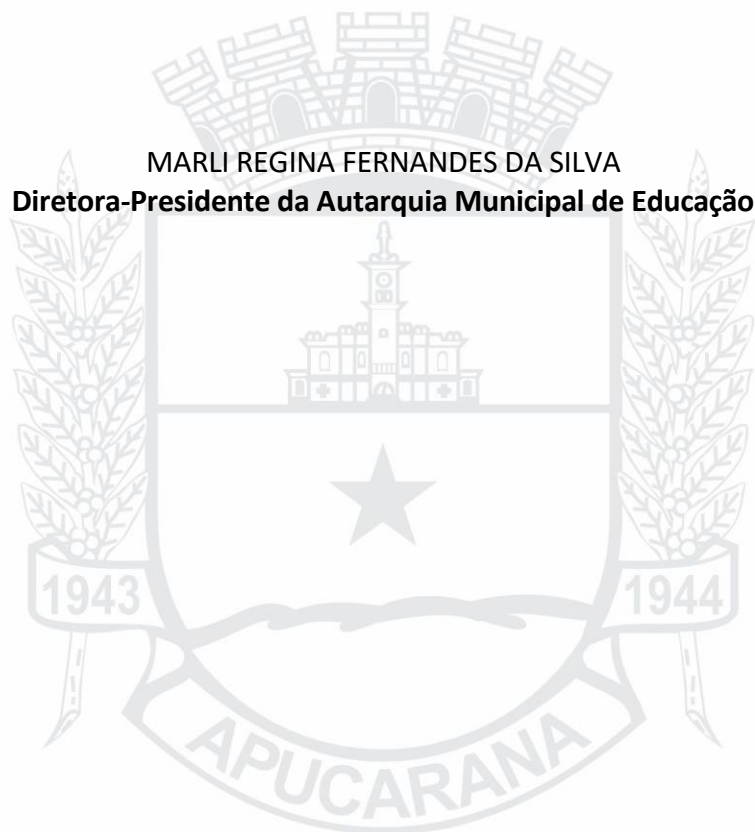 MARLI REGINA FERNANDES DA SILVA
Diretora-Presidente da Autarquia Municipal de Educação
1943
1944
APUCARANA